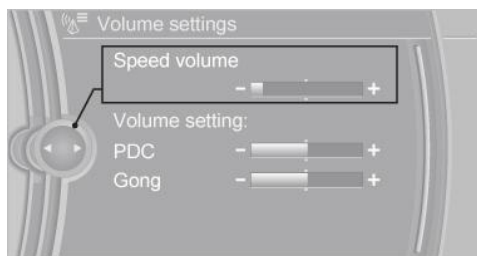 Volume settings
Speed volume
- +
Volume setting:
PDC - +
Gong - +